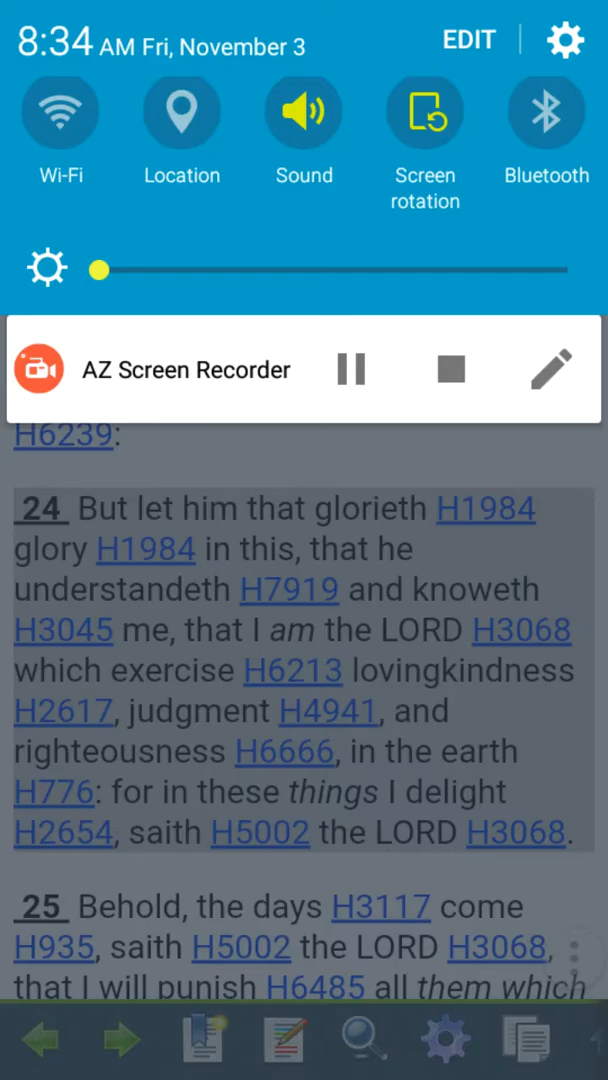 8:34 AM Fri, November 3 EDIT
Wi-Fi Location Sound Screen rotation Bluetooth
AZ Screen Recorder
H6239:
24 But let him that glorieth H1984
glory H1984 in this, that he
understandeth H7919 and knoweth
H3045 me, that I am the LORD H3068
which exercise H6213 lovingkindness
H2617, judgment H4941, and
righteousness H6666, in the earth
H776: for in these things I delight
H2654, saith H5002 the LORD H3068.
25 Behold, the days H3117 come
H935, saith H5002 the LORD H3068,
that I will punish H6485 all them which